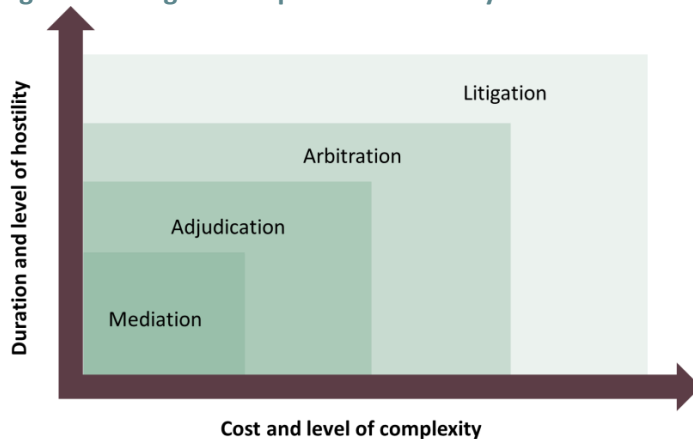 Litigation
Arbitration
Adjudication
Mediation
Duration and level of hostility
Cost and level of complexity